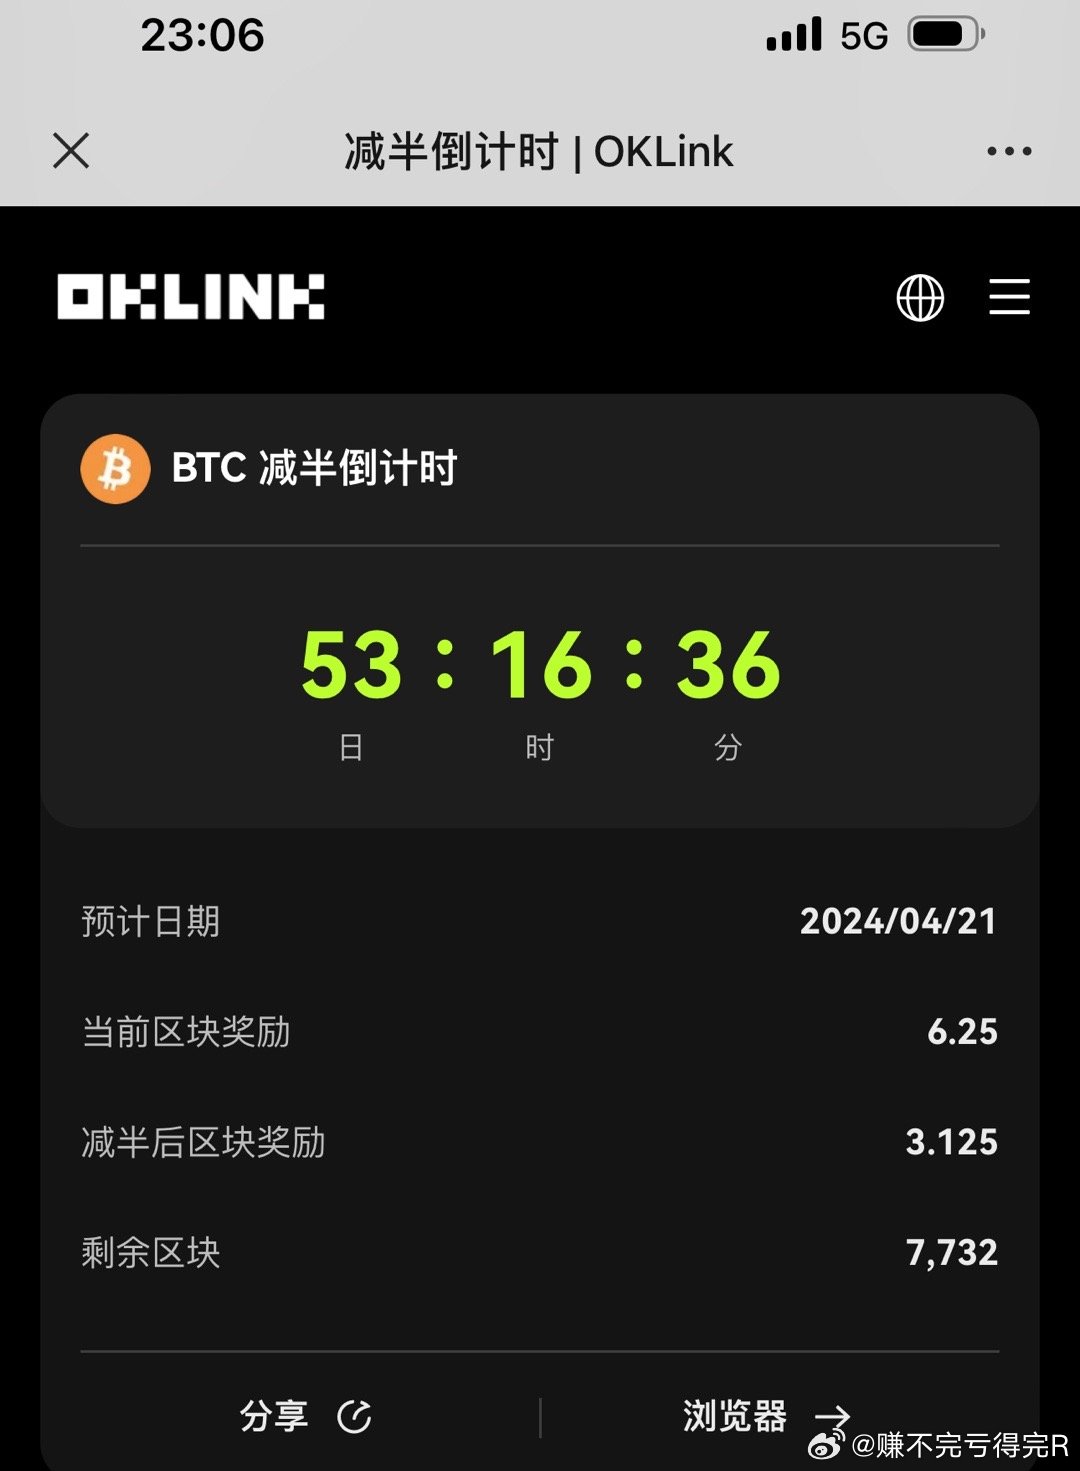 23:06
5G
减半倒计时 | OKLink
OKLINK
BTC 减半倒计时
53 : 16 : 36
日 时 分
预计日期 2024/04/21
当前区块奖励 6.25
减半后区块奖励 3.125
剩余区块 7,732
分享 浏览器
@赚不完亏得完R